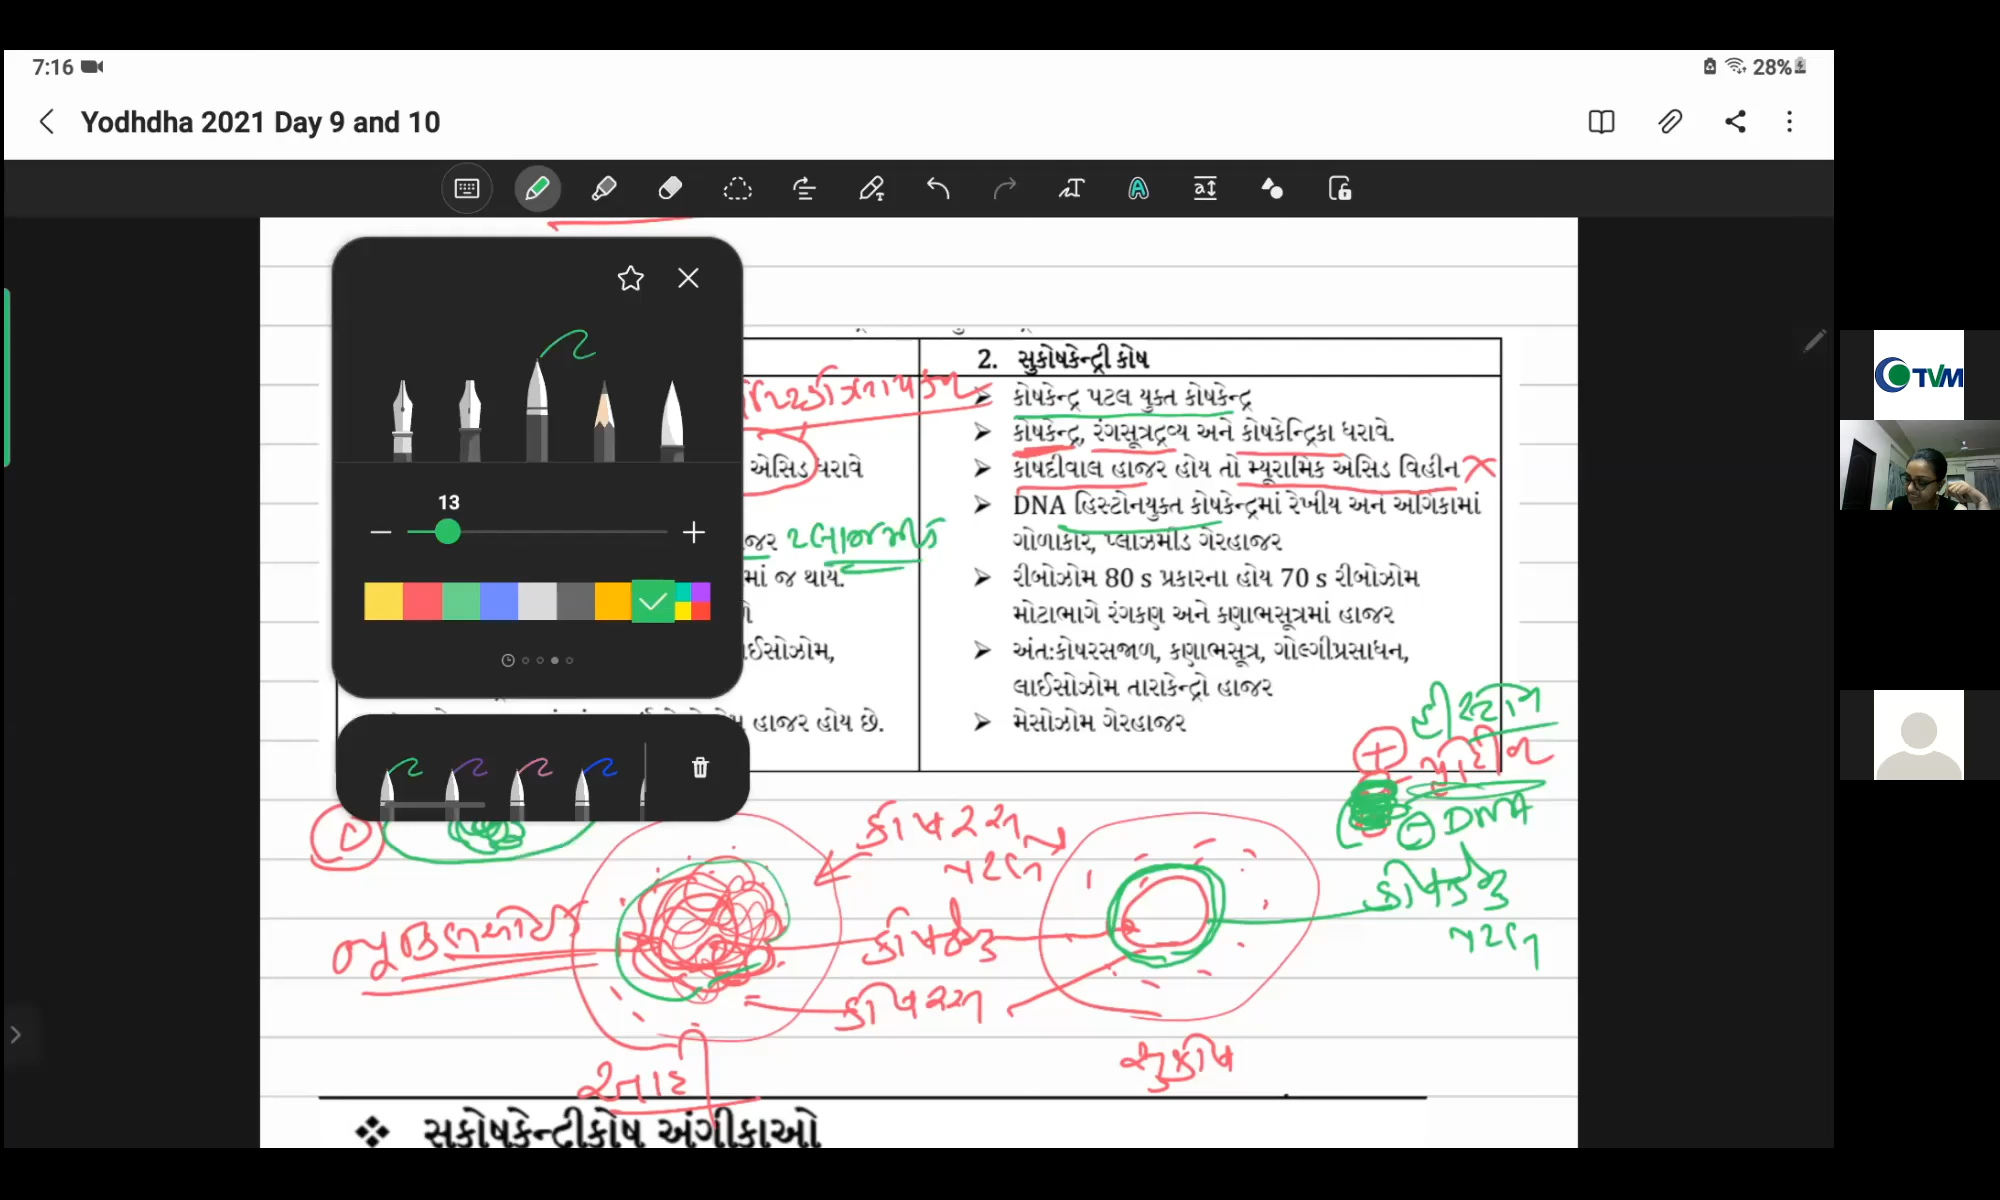 7:16
28%
Yodhdha 2021 Day 9 and 10
13
2. સુકોષકેન્દ્રી કોષ
➤ કોષકેન્દ્ર પટલ યુક્ત કોષકેન્દ્ર
➤ કોષકેન્દ્ર, રંગસૂત્રદ્રવ્ય અને કોષકેન્દ્રિકા ધરાવે.
એસિડ ધરાવે
➤ કોષદીવાલ હાજર હોય તો મ્યૂરામિક એસિડ વિહીન
➤ DNA હિસ્ટોનયુક્ત કોષકેન્દ્રમાં રેખીય અને અંગિકામાં
ગોળાકાર, પ્લાઝમીડ ગેરહાજર
માં જ થાય.
➤ રીબોઝોમ 80 s પ્રકારના હોય 70 s રીબોઝોમ
મોટાભાગે રંગકણ અને કણાભસૂત્રમાં હાજર
લાઈસોઝોમ,
➤ અંત:કોષરસજાળ, કણાભસૂત્ર, ગોલ્ગીપ્રસાધન,
લાઈસોઝોમ તારાકેન્દ્રો હાજર
હાજર હોય છે.
➤ મેસોઝોમ ગેરહાજર
હીસ્ટોન
પ્રોટીન
DNA
કોષરસ
પટલ
કોષકેન્દ્ર
પટલ
કોષકેન્દ્ર
કોષરસ
આદિ
સુકોષ
❖ સુકોષકેન્દ્રીકોષ અંગીકાઓ
TVM